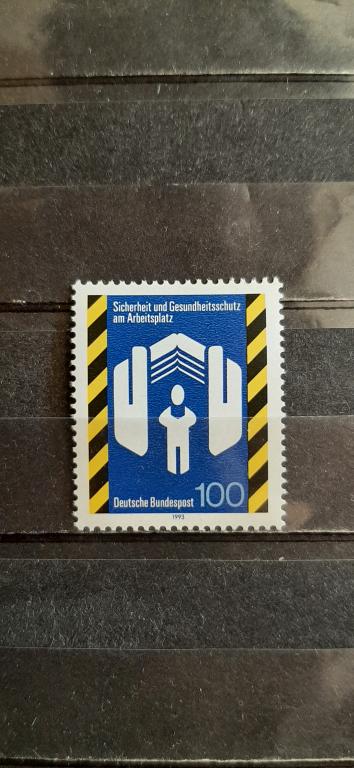 Sicherheit und Gesundheitsschutz
am Arbeitsplatz
Deutsche Bundespost 100
1993